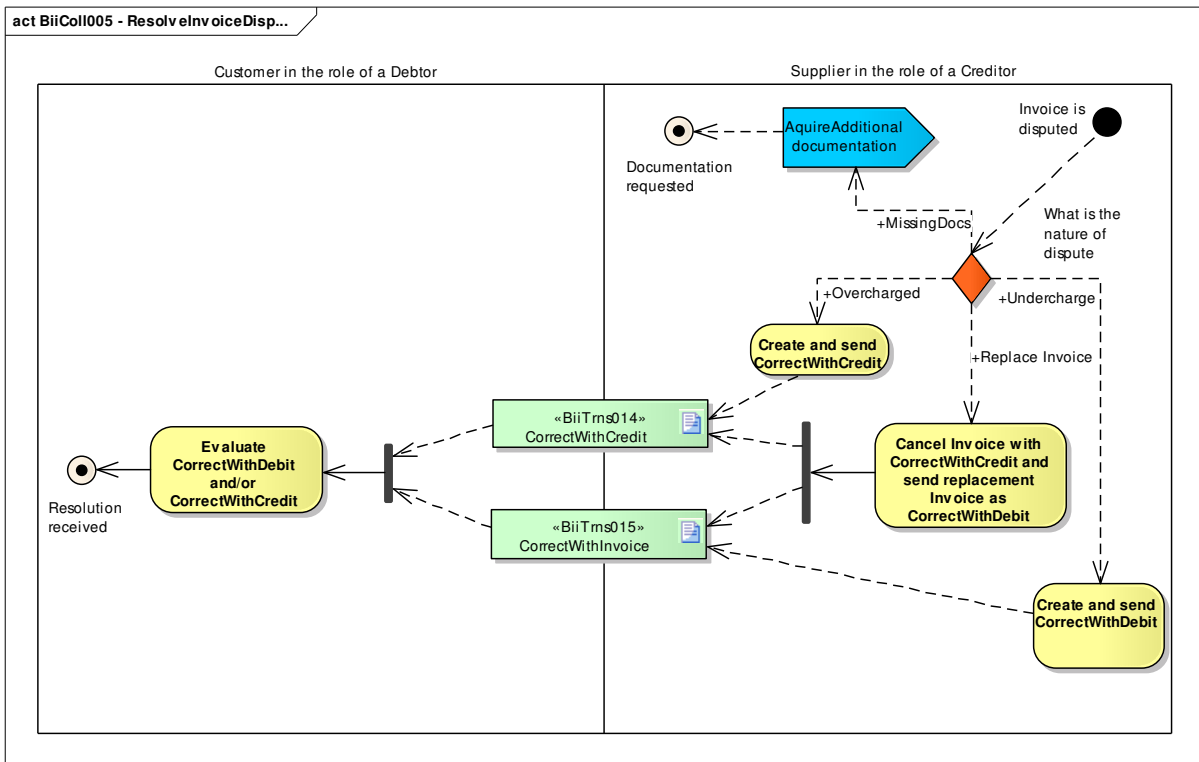 act BiiColl005 - ResolveInvoiceDisp...
Customer in the role of a Debtor
Supplier in the role of a Creditor
AquireAdditional
documentation
Invoice is
disputed
Documentation
requested
+MissingDocs
What is the
nature of
dispute
+Overcharged
+Undercharge
Create and send
CorrectWithCredit
+Replace Invoice
«BiiTrns014»
CorrectWithCredit
Evaluate
CorrectWithDebit
and/or
CorrectWithCredit
Cancel Invoice with
CorrectWithCredit and
send replacement
Invoice as
CorrectWithDebit
Resolution
received
«BiiTrns015»
CorrectWithInvoice
Create and send
CorrectWithDebit